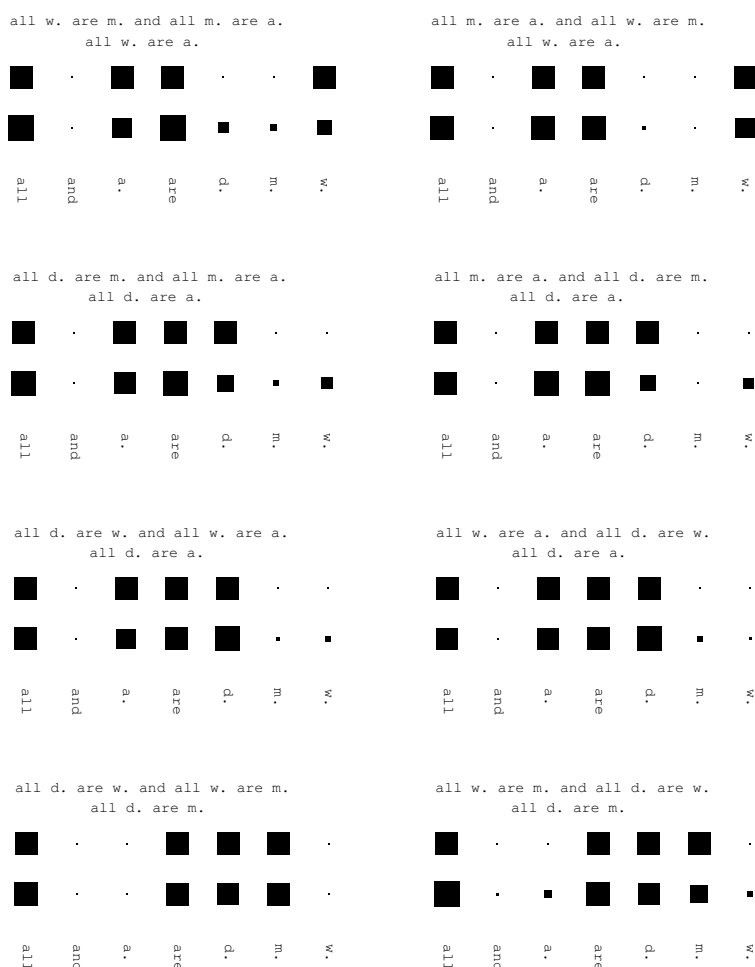 all w. are m. and all m. are a.
all w. are a.
all and a. are d. m. w.
all m. are a. and all w. are m.
all w. are a.
all and a. are d. m. w.
all d. are m. and all m. are a.
all d. are a.
all and a. are d. m. w.
all m. are a. and all d. are m.
all d. are a.
all and a. are d. m. w.
all d. are w. and all w. are a.
all d. are a.
all and a. are d. m. w.
all w. are a. and all d. are w.
all d. are a.
all and a. are d. m. w.
all d. are w. and all w. are m.
all d. are m.
all and a. are d. m. w.
all w. are m. and all d. are w.
all d. are m.
all and a. are d. m. w.